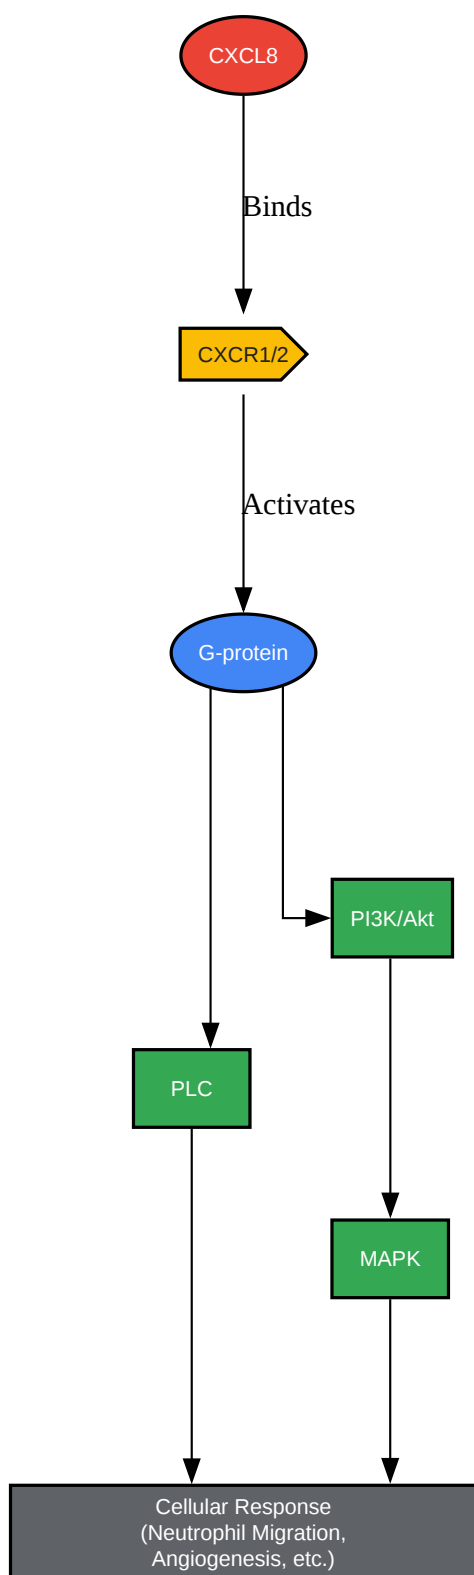 CXCL8
Binds
CXCR1/2
Activates
G-protein
PI3K/Akt
PLC
MAPK
Cellular Response
(Neutrophil Migration,
Angiogenesis, etc.)